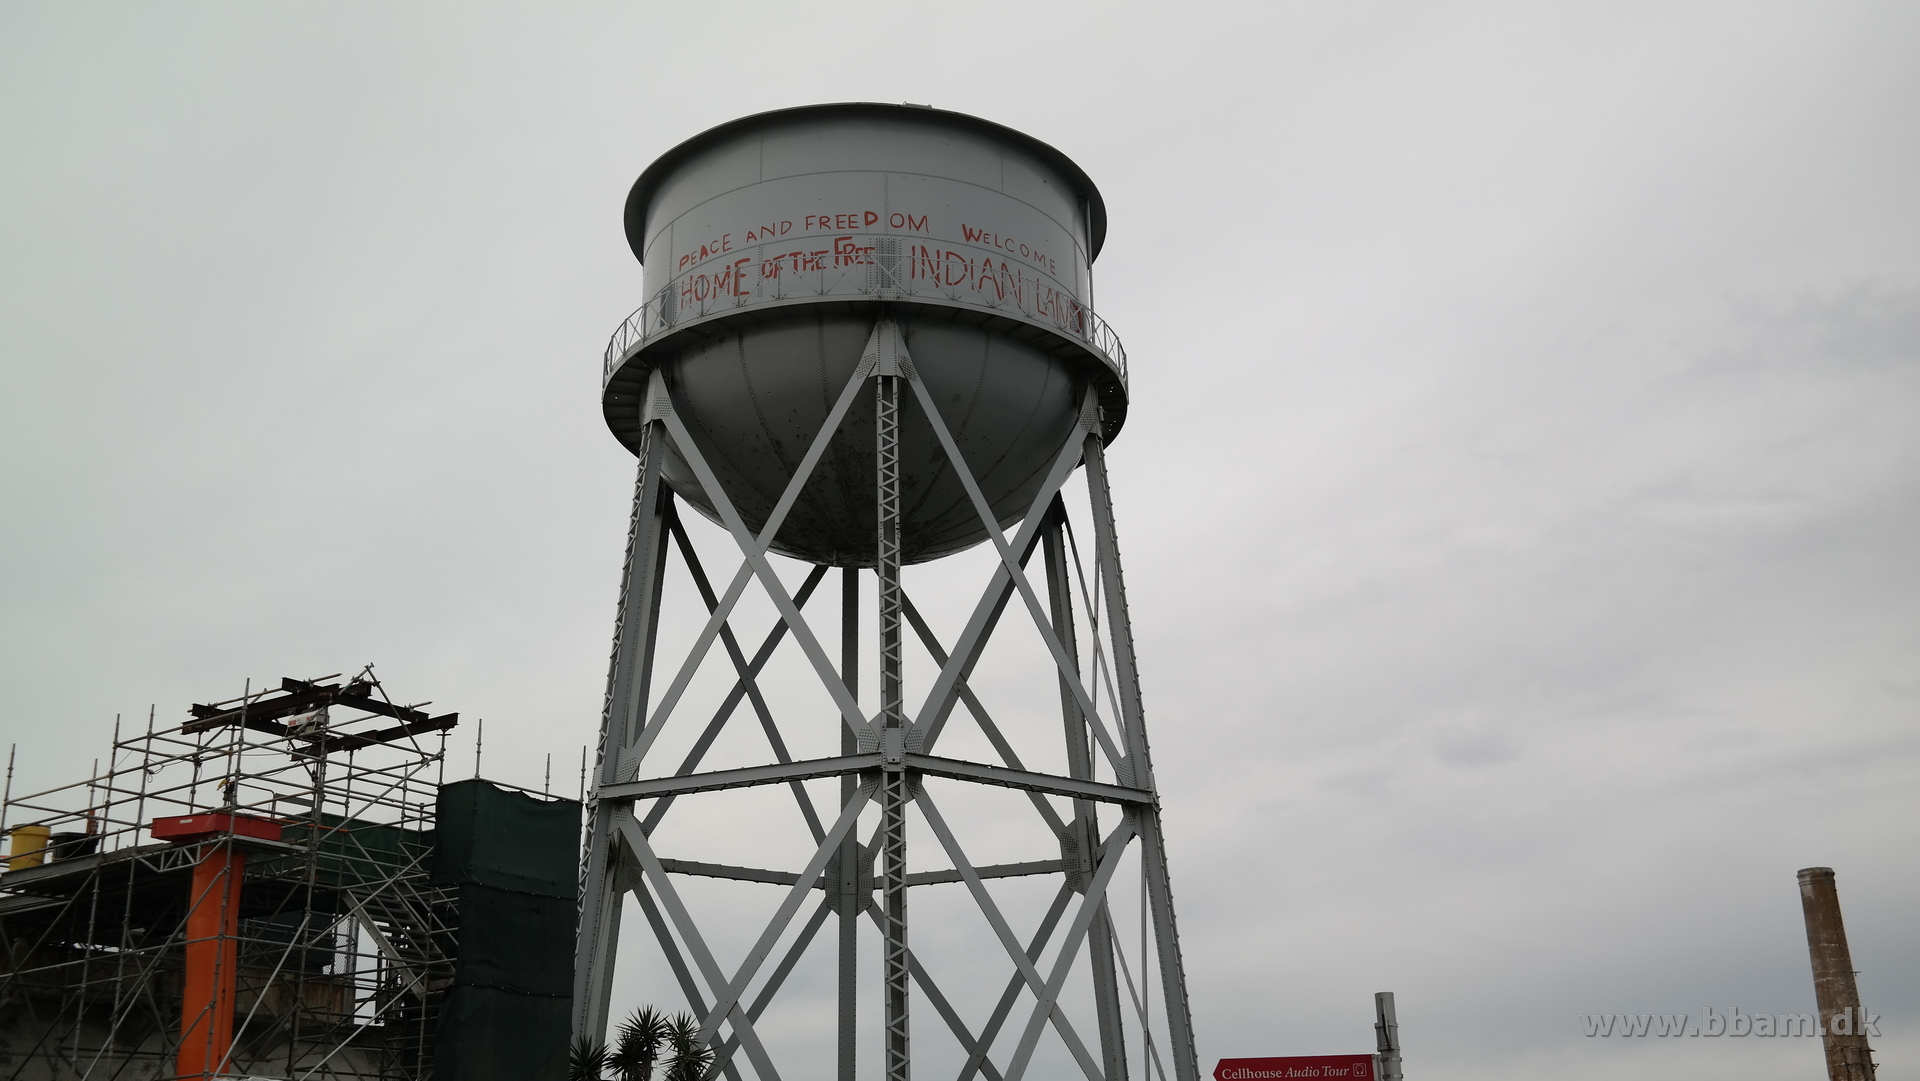 PEACE AND FREEDOM WELCOME
HOME OF THE FREE INDIAN LAND
Cellhouse Audio Tour
www.bbam.dk